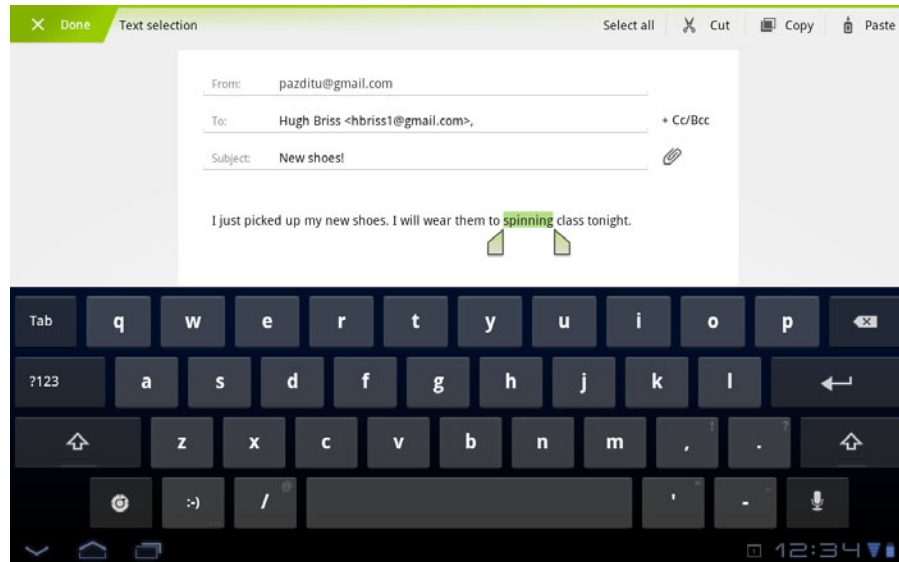 Done Text selection Select all Cut Copy Paste
From: pazditu@gmail.com
To: Hugh Briss <hbriss1@gmail.com>, + Cc/Bcc
Subject: New shoes!
I just picked up my new shoes. I will wear them to spinning class tonight.
Tab q w e r t y u i o p
?123 a s d f g h j k l
z x c v b n m , ! . ?
:-) / @ ' " - _
12:34